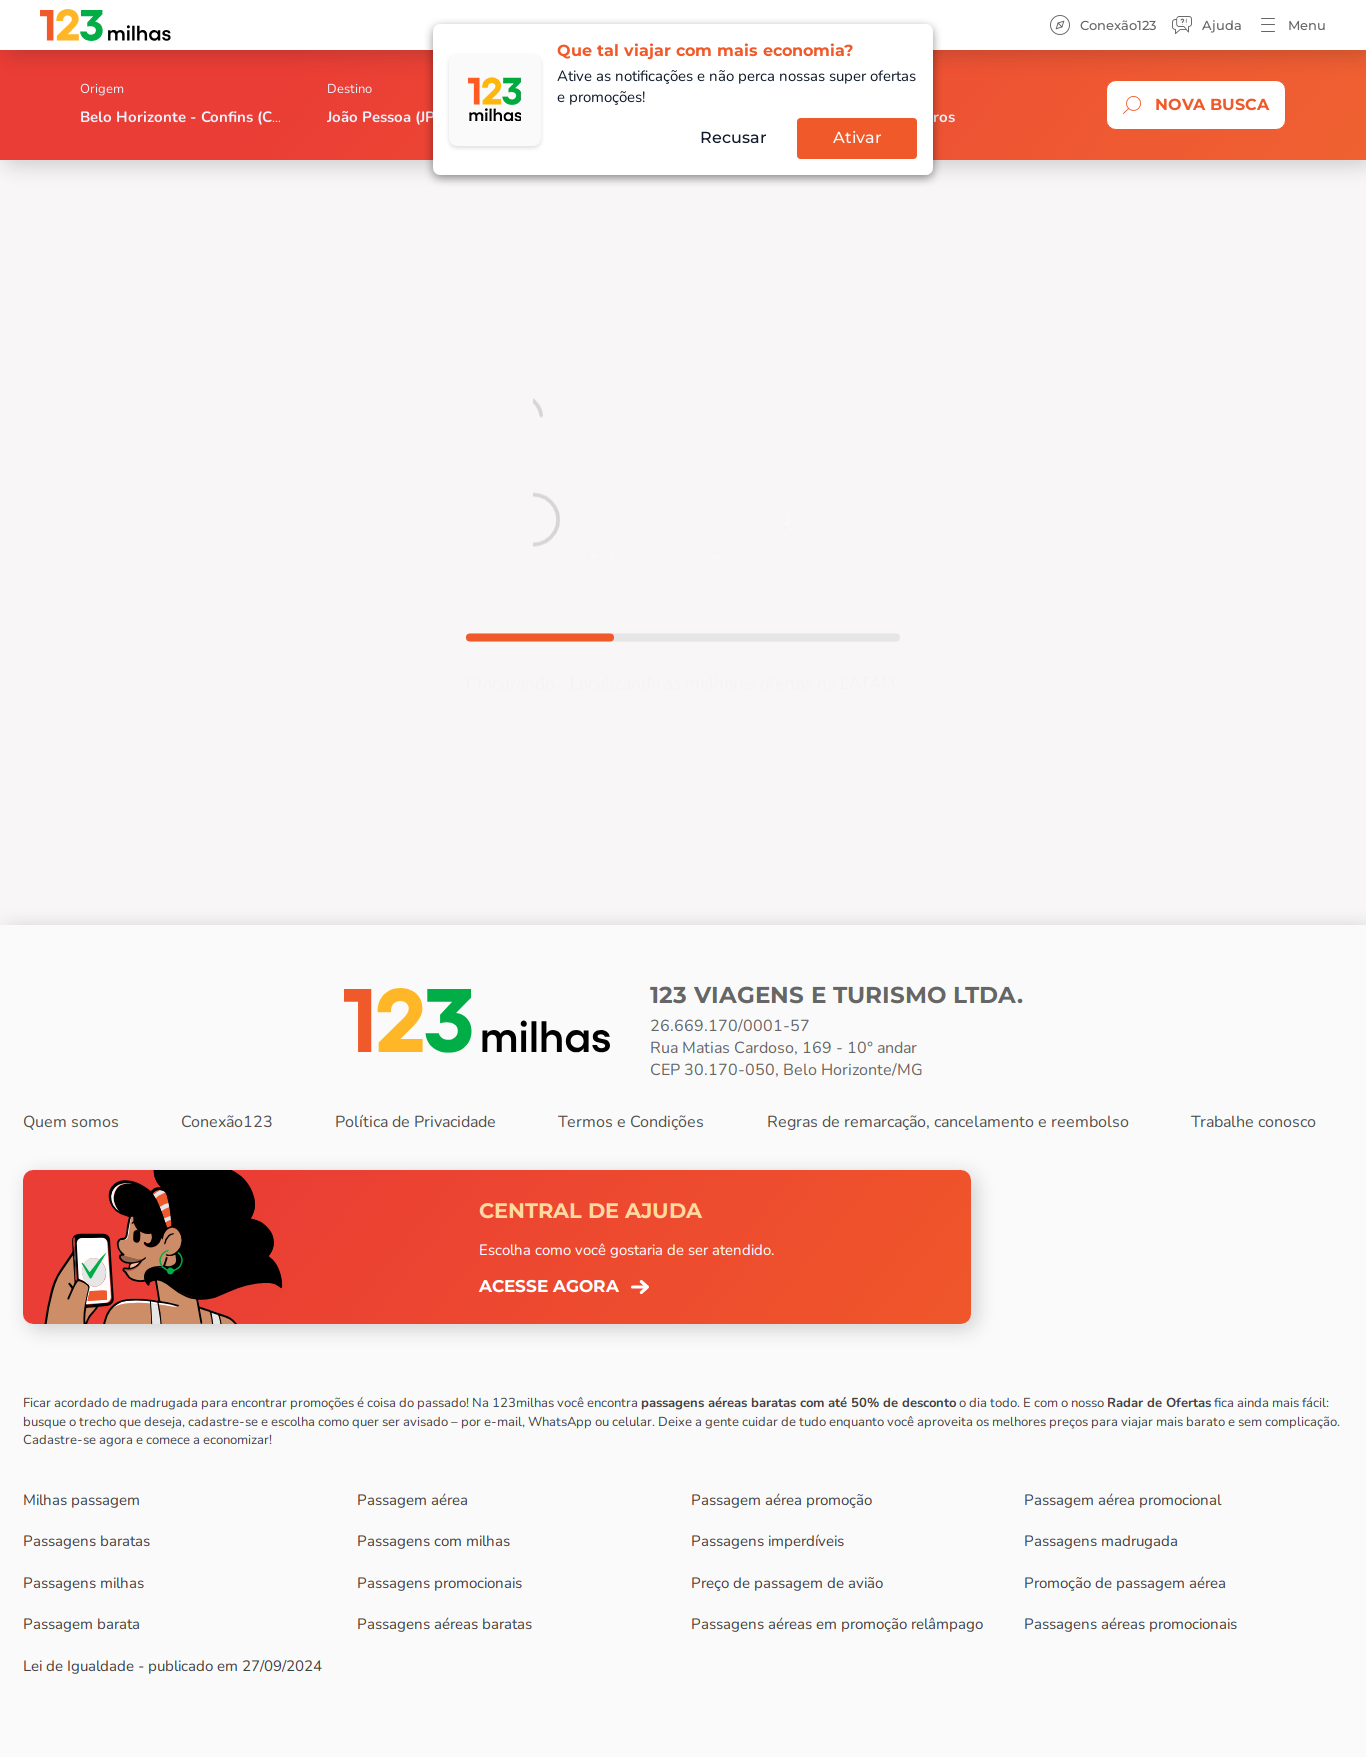 123 milhas
Conexão123
Ajuda
Menu
Origem
Belo Horizonte - Confins (C...
Destino
João Pessoa (JP
NOVA BUSCA
123
milhas
Que tal viajar com mais economia?
Ative as notificações e não perca nossas super ofertas
e promoções!
Recusar
Ativar
123 milhas
123 VIAGENS E TURISMO LTDA.
26.669.170/0001-57
Rua Matias Cardoso, 169 - 10° andar
CEP 30.170-050, Belo Horizonte/MG
Quem somos
Conexão123
Política de Privacidade
Termos e Condições
Regras de remarcação, cancelamento e reembolso
Trabalhe conosco
CENTRAL DE AJUDA
Escolha como você gostaria de ser atendido.
ACESSE AGORA
Ficar acordado de madrugada para encontrar promoções é coisa do passado! Na 123milhas você encontra passagens aéreas baratas com até 50% de desconto o dia todo. E com o nosso Radar de Ofertas fica ainda mais fácil:
busque o trecho que deseja, cadastre-se e escolha como quer ser avisado – por e-mail, WhatsApp ou celular. Deixe a gente cuidar de tudo enquanto você aproveita os melhores preços para viajar mais barato e sem complicação.
Cadastre-se agora e comece a economizar!
Milhas passagem
Passagem aérea
Passagem aérea promoção
Passagem aérea promocional
Passagens baratas
Passagens com milhas
Passagens imperdíveis
Passagens madrugada
Passagens milhas
Passagens promocionais
Preço de passagem de avião
Promoção de passagem aérea
Passagem barata
Passagens aéreas baratas
Passagens aéreas em promoção relâmpago
Passagens aéreas promocionais
Lei de Igualdade - publicado em 27/09/2024